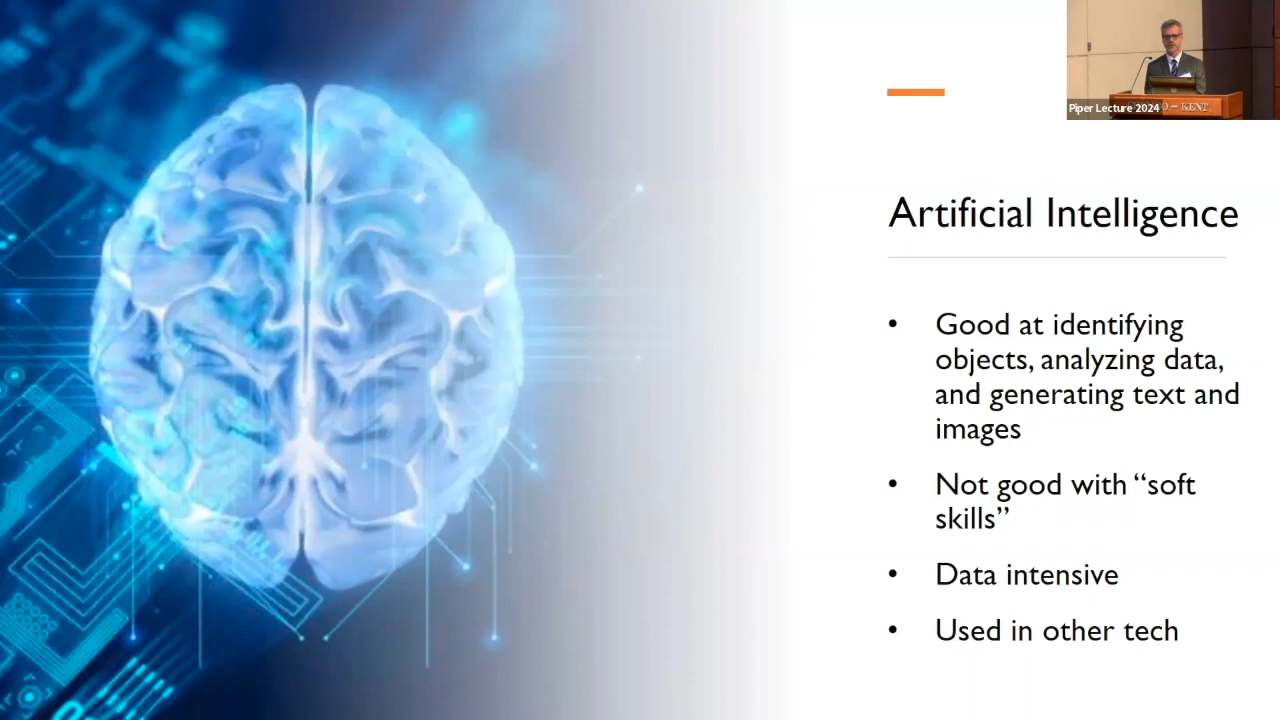 Piper Lecture 2024
O – KENT
Artificial Intelligence
• Good at identifying
objects, analyzing data,
and generating text and
images
• Not good with “soft
skills”
• Data intensive
• Used in other tech